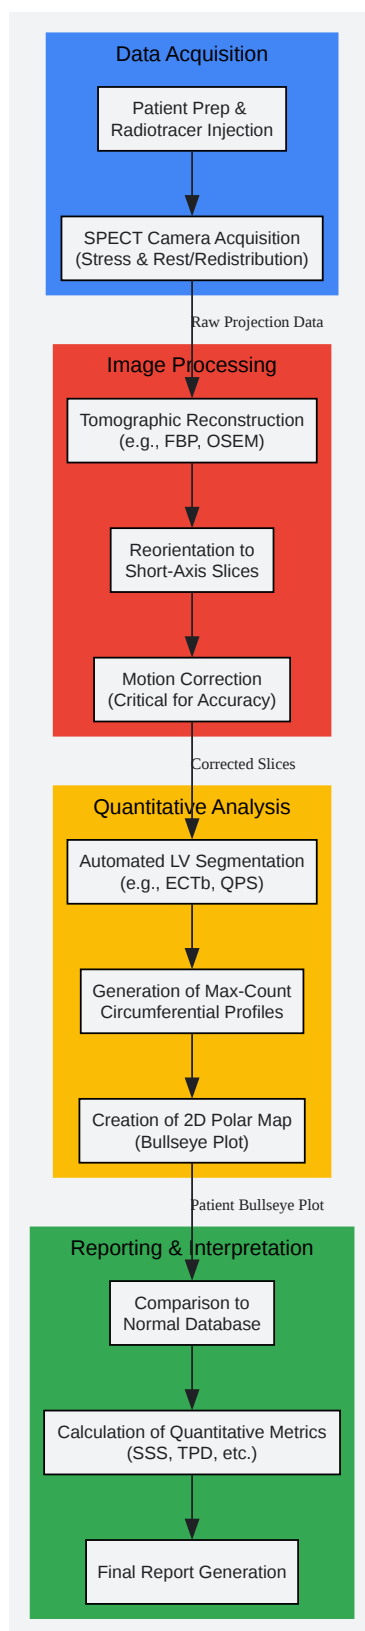 Data Acquisition
Patient Prep &
Radiotracer Injection
SPECT Camera Acquisition
(Stress & Rest/Redistribution)
Raw Projection Data
Image Processing
Tomographic Reconstruction
(e.g., FBP, OSEM)
Reorientation to
Short-Axis Slices
Motion Correction
(Critical for Accuracy)
Corrected Slices
Quantitative Analysis
Automated LV Segmentation
(e.g., ECTb, QPS)
Generation of Max-Count
Circumferential Profiles
Creation of 2D Polar Map
(Bullseye Plot)
Patient Bullseye Plot
Reporting & Interpretation
Comparison to
Normal Database
Calculation of Quantitative Metrics
(SSS, TPD, etc.)
Final Report Generation